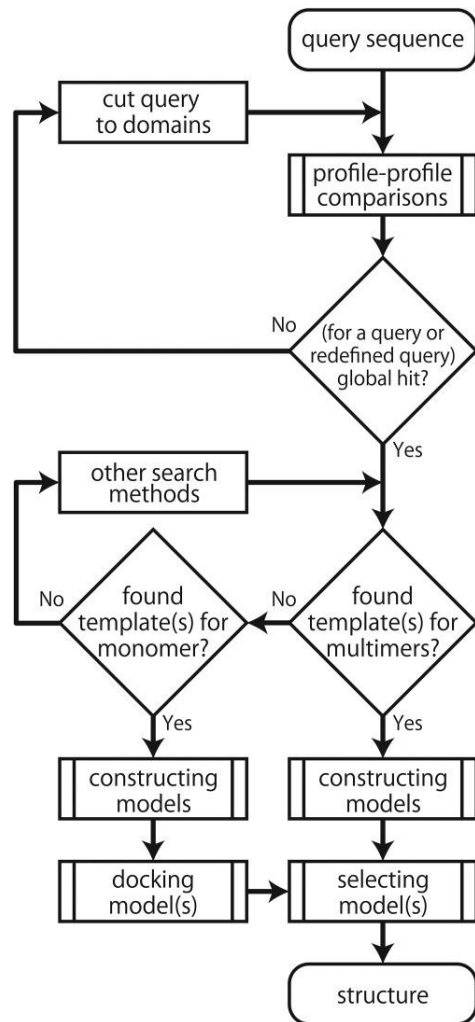 query sequence
cut query
to domains
profile-profile
comparisons
No
(for a query or
redefined query)
global hit?
Yes
other search
methods
No
found
template(s) for
monomer?
No
found
template(s) for
multimers?
Yes
Yes
constructing
models
constructing
models
docking
model(s)
selecting
model(s)
structure